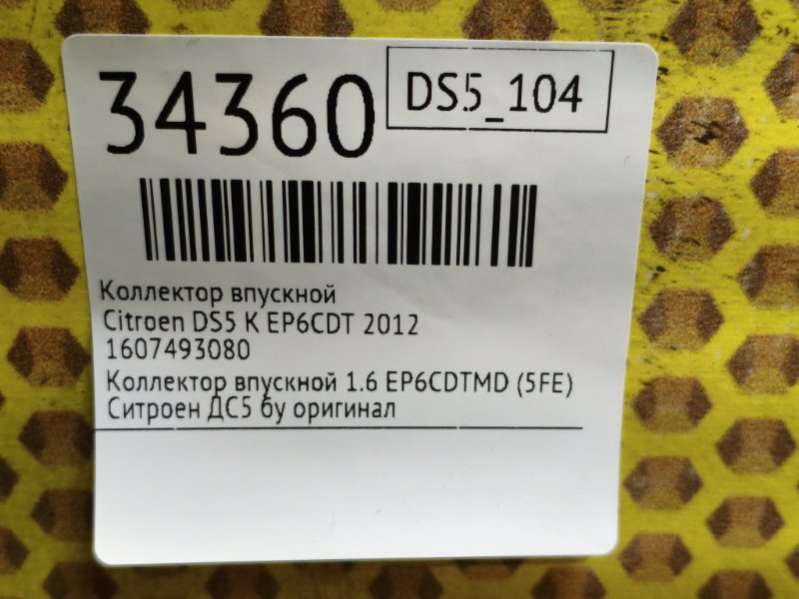 34360
DS5_104
Коллектор впускной
Citroen DS5 K EP6CDT 2012
1607493080
Коллектор впускной 1.6 EP6CDTMD (5FE)
Ситроен ДС5 бу оригинал